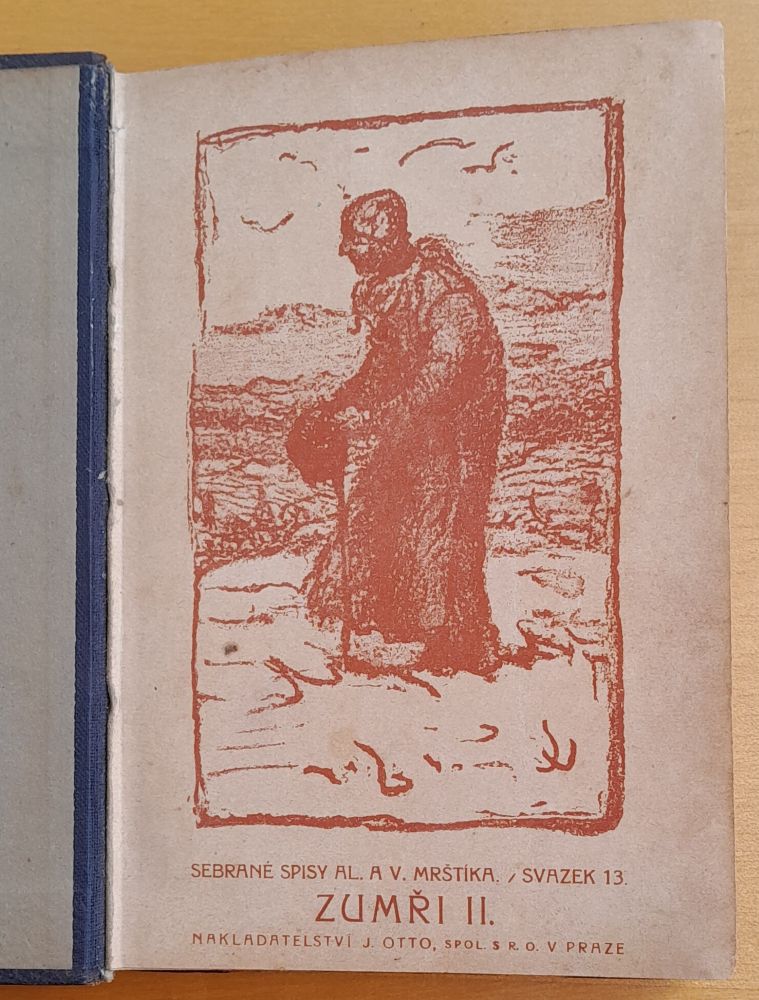 SEBRANÉ SPISY AL. A V. MRŠTÍKA. / SVAZEK 13.
ZUMŘI II.
NAKLADATELSTVÍ J. OTTO, SPOL. S R. O. V PRAZE